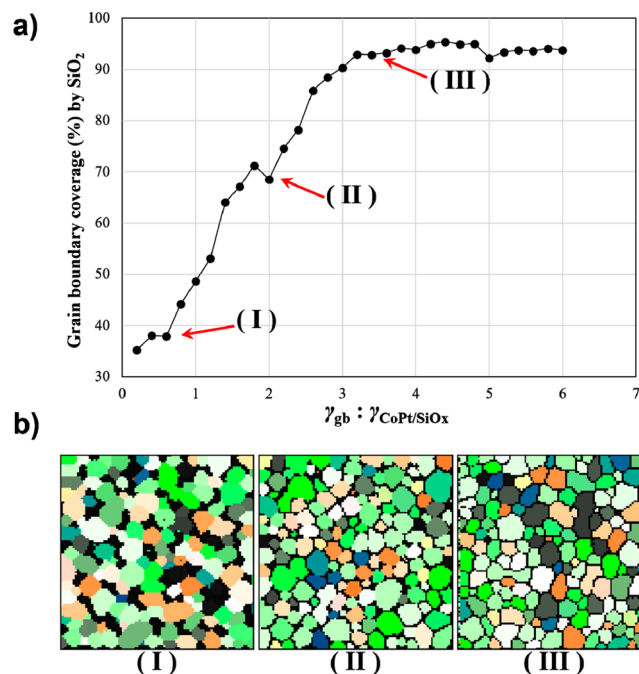 a)
Grain boundary coverage (%) by SiO₂
100
90
80
70
60
50
40
30
( III )
( II )
( I )
0 1 2 3 4 5 6 7
γgb : γCoPt/SiOx
b)
( I ) ( II ) ( III )